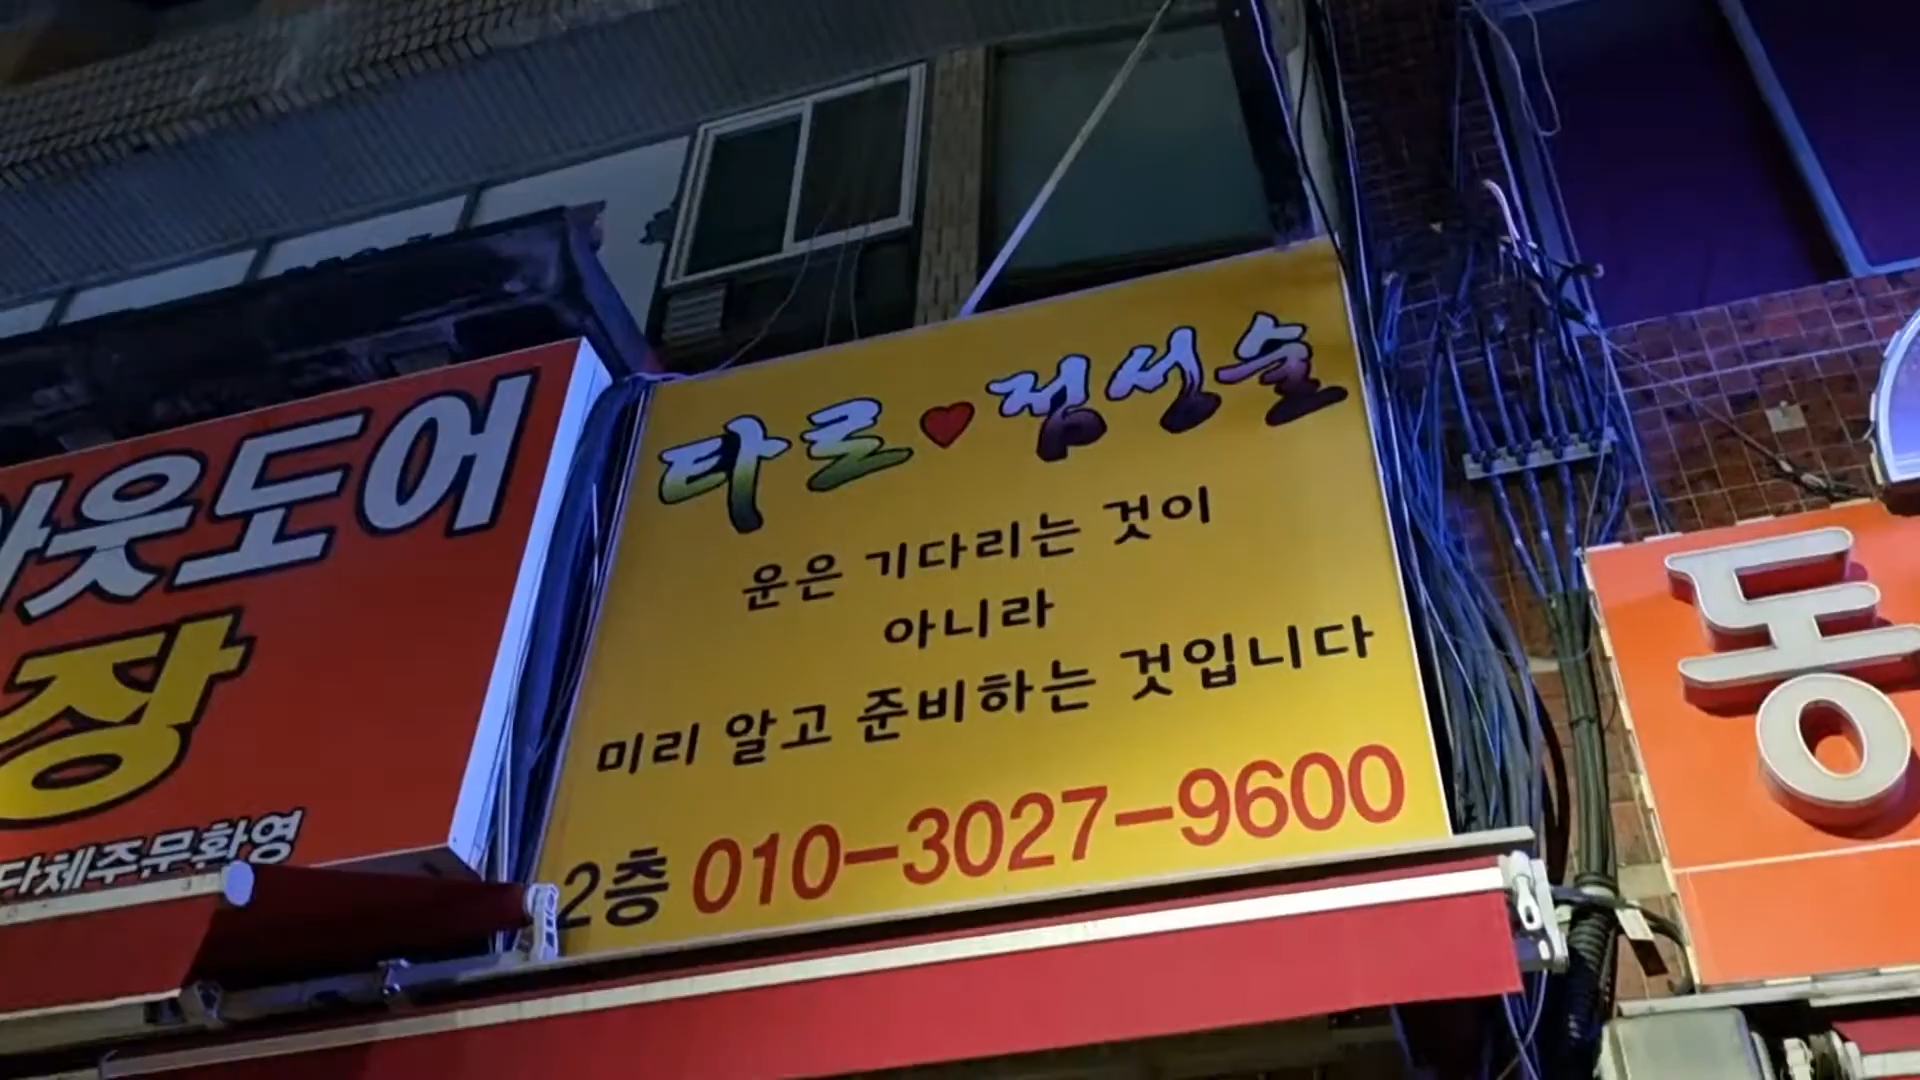 아웃도어
장
단체주문환영
타로♥점성술
운은 기다리는 것이
아니라
미리 알고 준비하는 것입니다
2층 010-3027-9600
동